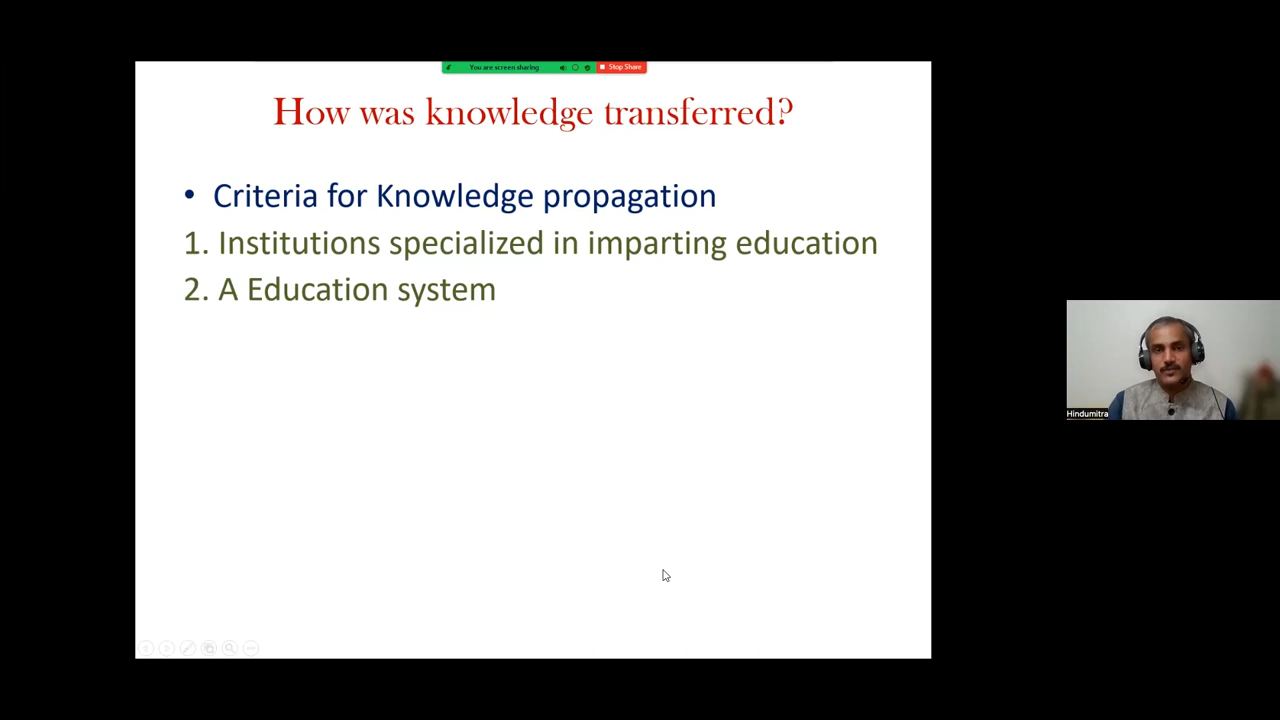 You are screen sharing
Stop Share
How was knowledge transferred?
• Criteria for Knowledge propagation
1. Institutions specialized in imparting education
2. A Education system
Hindumitra